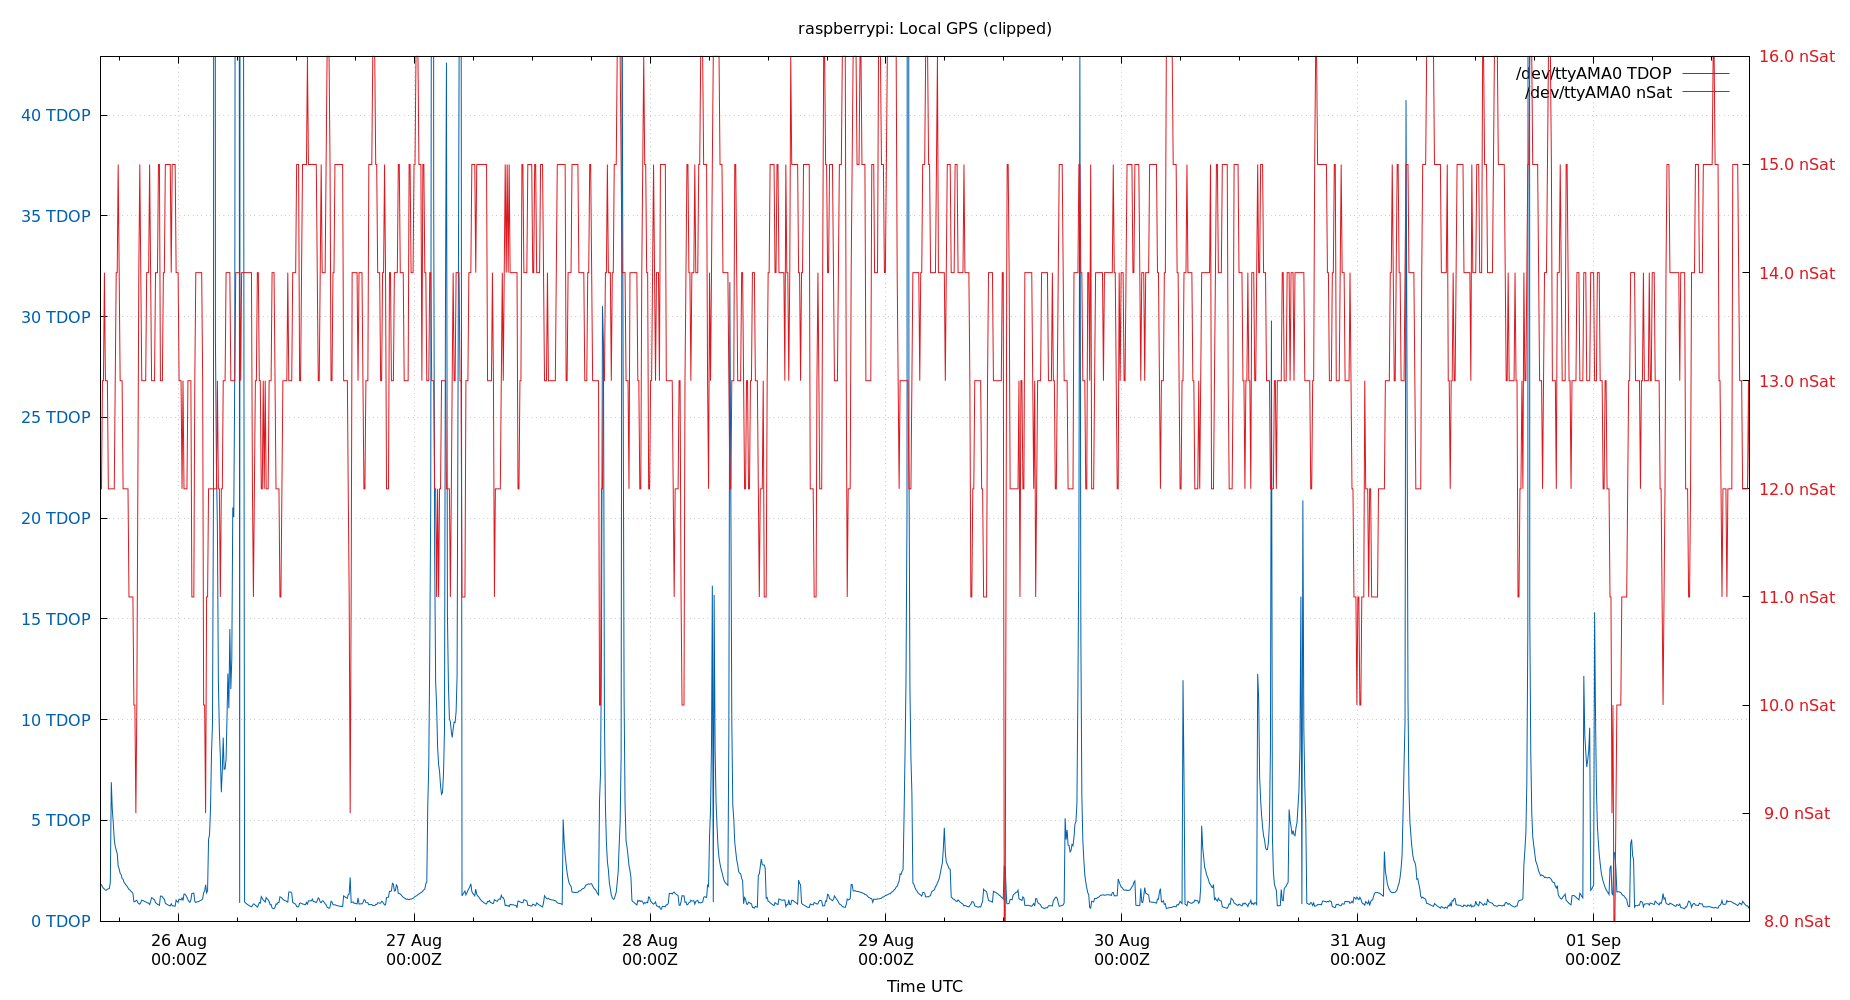 raspberrypi: Local GPS (clipped)
/dev/ttyAMA0 TDOP
/dev/ttyAMA0 nSat
40 TDOP
35 TDOP
30 TDOP
25 TDOP
20 TDOP
15 TDOP
10 TDOP
5 TDOP
0 TDOP
16.0 nSat
15.0 nSat
14.0 nSat
13.0 nSat
12.0 nSat
11.0 nSat
10.0 nSat
9.0 nSat
8.0 nSat
26 Aug
00:00Z
27 Aug
00:00Z
28 Aug
00:00Z
29 Aug
00:00Z
30 Aug
00:00Z
31 Aug
00:00Z
01 Sep
00:00Z
Time UTC